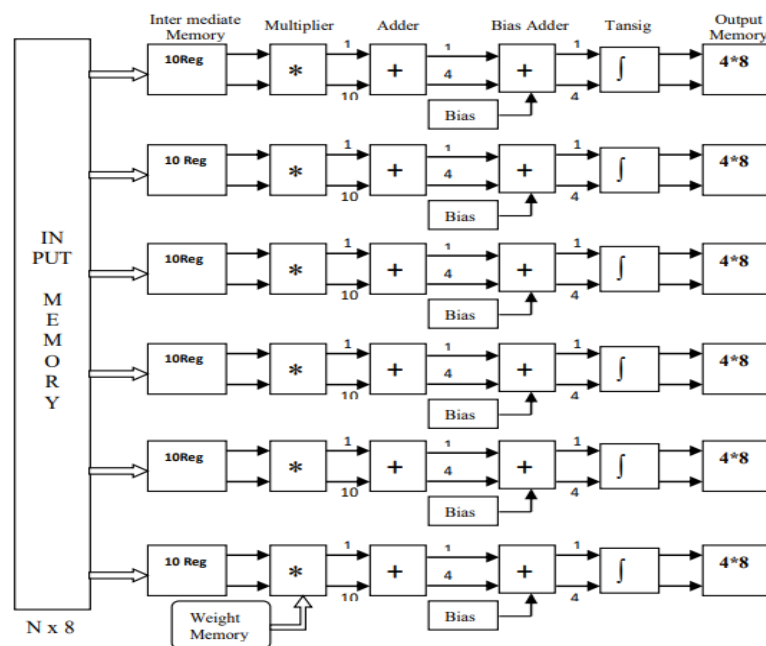 Inter mediate Memory
Multiplier
Adder
Bias Adder
Tansig
Output Memory
10Reg
*
1
10
+
1
4
+
1
4
∫
4*8
Bias
10 Reg
*
1
10
+
1
4
+
1
4
∫
4*8
Bias
10Reg
*
1
10
+
1
4
+
1
4
∫
4*8
Bias
10Reg
*
1
10
+
1
4
+
1
4
∫
4*8
Bias
10Reg
*
1
10
+
1
4
+
1
4
∫
4*8
Bias
10 Reg
*
1
10
+
1
4
+
1
4
∫
4*8
Bias
IN
PUT
M
E
M
O
R
Y
N x 8
Weight
Memory